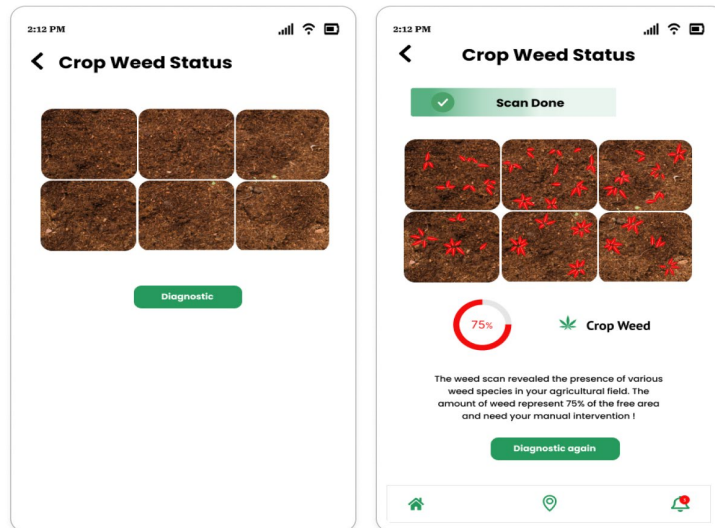 2:12 PM
Crop Weed Status
Diagnostic
2:12 PM
Crop Weed Status
Scan Done
75%
Crop Weed
The weed scan revealed the presence of various
weed species in your agricultural field. The
amount of weed represent 75% of the free area
and need your manual intervention !
Diagnostic again